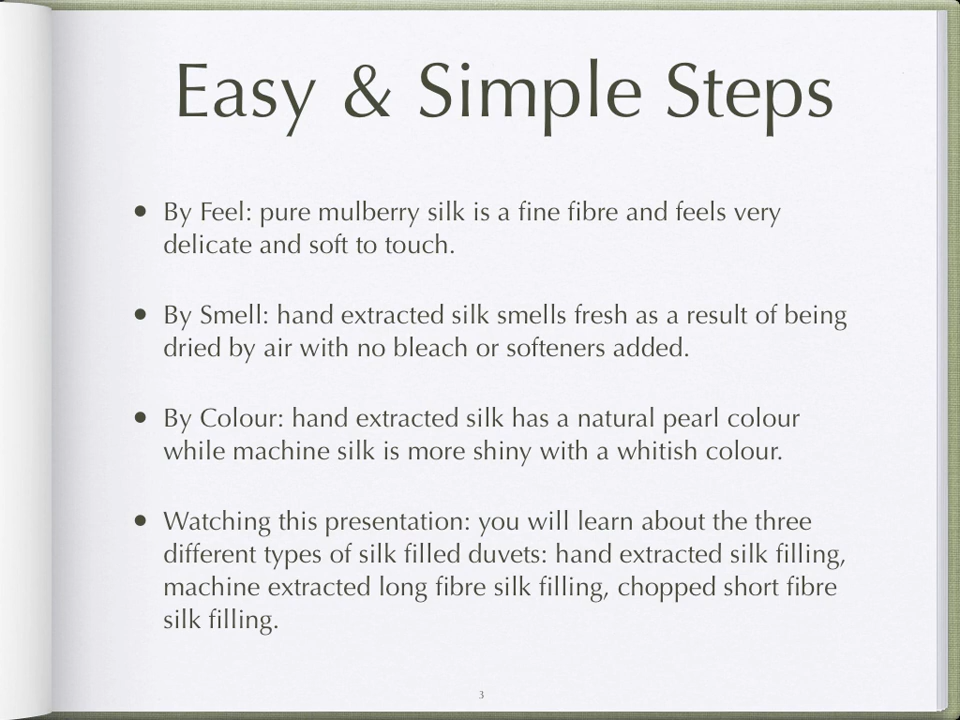 Easy & Simple Steps
• By Feel: pure mulberry silk is a fine fibre and feels very
delicate and soft to touch.
• By Smell: hand extracted silk smells fresh as a result of being
dried by air with no bleach or softeners added.
• By Colour: hand extracted silk has a natural pearl colour
while machine silk is more shiny with a whitish colour.
• Watching this presentation: you will learn about the three
different types of silk filled duvets: hand extracted silk filling,
machine extracted long fibre silk filling, chopped short fibre
silk filling.
3